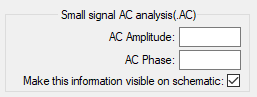 Small signal AC analysis(.AC)
AC Amplitude:
AC Phase:
Make this information visible on schematic: